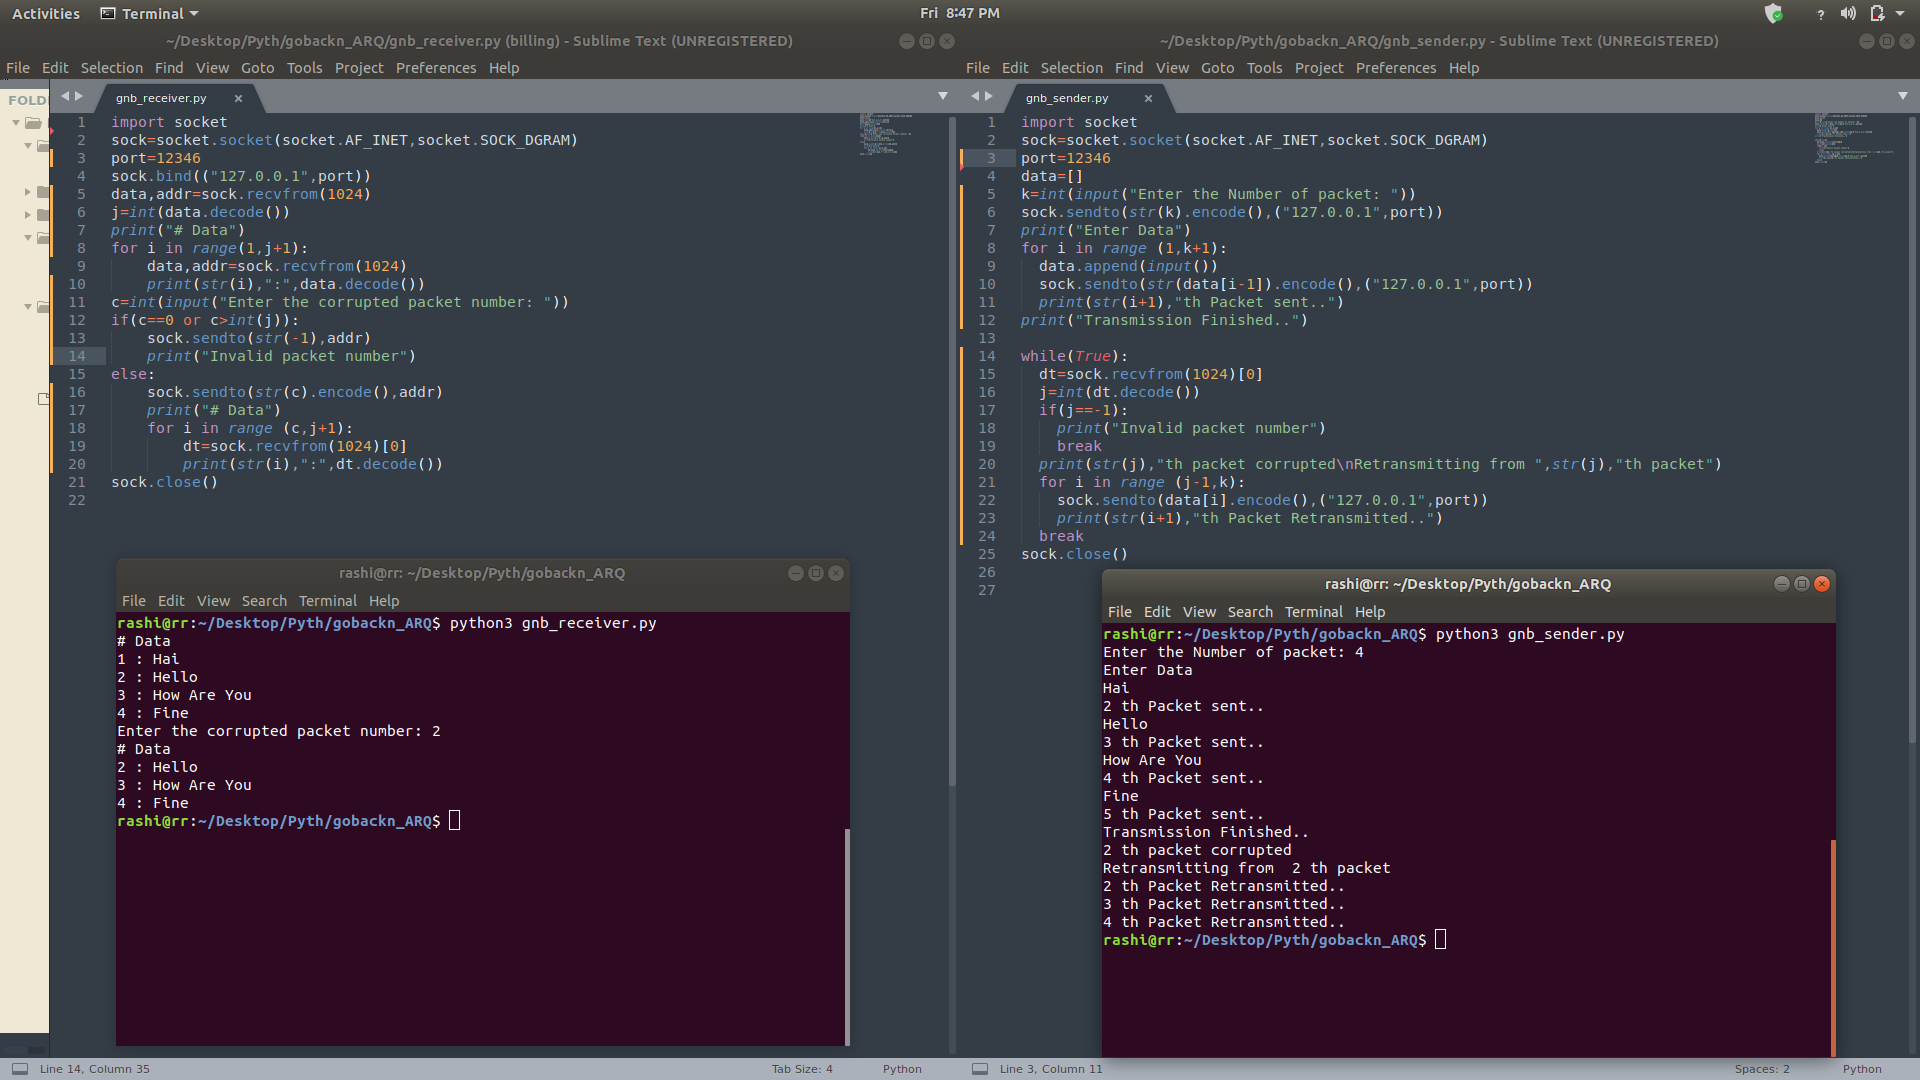 Activities Terminal Fri 8:47 PM ?
~/Desktop/Pyth/gobackn_ARQ/gnb_receiver.py (billing) - Sublime Text (UNREGISTERED)
File Edit Selection Find View Goto Tools Project Preferences Help
FOLD
gnb_receiver.py ×
1 import socket
2 sock=socket.socket(socket.AF_INET,socket.SOCK_DGRAM)
3 port=12346
4 sock.bind(("127.0.0.1",port))
5 data,addr=sock.recvfrom(1024)
6 j=int(data.decode())
7 print("# Data")
8 for i in range(1,j+1):
9     data,addr=sock.recvfrom(1024)
10     print(str(i),":",data.decode())
11 c=int(input("Enter the corrupted packet number: "))
12 if(c==0 or c>int(j)):
13     sock.sendto(str(-1),addr)
14     print("Invalid packet number")
15 else:
16     sock.sendto(str(c).encode(),addr)
17     print("# Data")
18     for i in range (c,j+1):
19         dt=sock.recvfrom(1024)[0]
20         print(str(i),":",dt.decode())
21 sock.close()
22
rashi@rr: ~/Desktop/Pyth/gobackn_ARQ
File Edit View Search Terminal Help
rashi@rr:~/Desktop/Pyth/gobackn_ARQ$ python3 gnb_receiver.py
# Data
1 : Hai
2 : Hello
3 : How Are You
4 : Fine
Enter the corrupted packet number: 2
# Data
2 : Hello
3 : How Are You
4 : Fine
rashi@rr:~/Desktop/Pyth/gobackn_ARQ$
Line 14, Column 35 Tab Size: 4 Python
~/Desktop/Pyth/gobackn_ARQ/gnb_sender.py - Sublime Text (UNREGISTERED)
File Edit Selection Find View Goto Tools Project Preferences Help
gnb_sender.py ×
1 import socket
2 sock=socket.socket(socket.AF_INET,socket.SOCK_DGRAM)
3 port=12346
4 data=[]
5 k=int(input("Enter the Number of packet: "))
6 sock.sendto(str(k).encode(),("127.0.0.1",port))
7 print("Enter Data")
8 for i in range (1,k+1):
9   data.append(input())
10   sock.sendto(str(data[i-1]).encode(),("127.0.0.1",port))
11   print(str(i+1),"th Packet sent..")
12 print("Transmission Finished..")
13
14 while(True):
15   dt=sock.recvfrom(1024)[0]
16   j=int(dt.decode())
17   if(j==-1):
18     print("Invalid packet number")
19     break
20   print(str(j),"th packet corrupted\nRetransmitting from ",str(j),"th packet")
21   for i in range (j-1,k):
22     sock.sendto(data[i].encode(),("127.0.0.1",port))
23     print(str(i+1),"th Packet Retransmitted..")
24   break
25 sock.close()
26
27
rashi@rr: ~/Desktop/Pyth/gobackn_ARQ
File Edit View Search Terminal Help
rashi@rr:~/Desktop/Pyth/gobackn_ARQ$ python3 gnb_sender.py
Enter the Number of packet: 4
Enter Data
Hai
2 th Packet sent..
Hello
3 th Packet sent..
How Are You
4 th Packet sent..
Fine
5 th Packet sent..
Transmission Finished..
2 th packet corrupted
Retransmitting from  2 th packet
2 th Packet Retransmitted..
3 th Packet Retransmitted..
4 th Packet Retransmitted..
rashi@rr:~/Desktop/Pyth/gobackn_ARQ$
Line 3, Column 11 Spaces: 2 Python